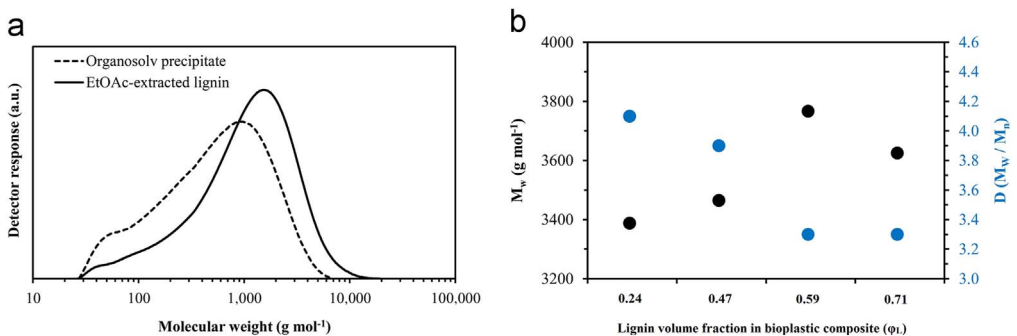 a
Organosolv precipitate
EtOAc-extracted lignin
Detector response (a.u.)
10
100
1,000
10,000
100,000
Molecular weight (g mol-1)
b
4000
3800
3600
3400
3200
Mw (g mol-1)
4.6
4.4
4.2
4.0
3.8
3.6
3.4
3.2
3.0
D (MW / Mn)
0.24
0.47
0.59
0.71
Lignin volume fraction in bioplastic composite (φL)